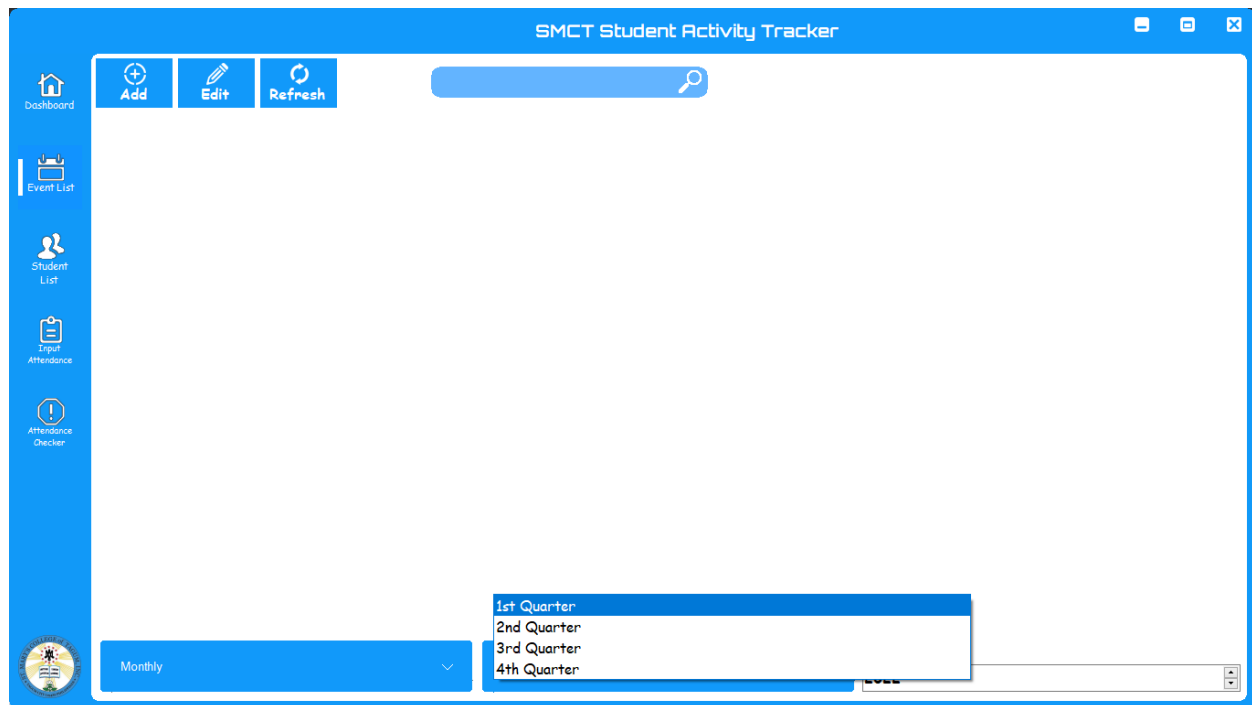 SMCT Student Activity Tracker
Add
Edit
Refresh
Dashboard
Event List
Student
List
Input
Attendance
Attendance
Checker
1st Quarter
2nd Quarter
3rd Quarter
4th Quarter
Monthly